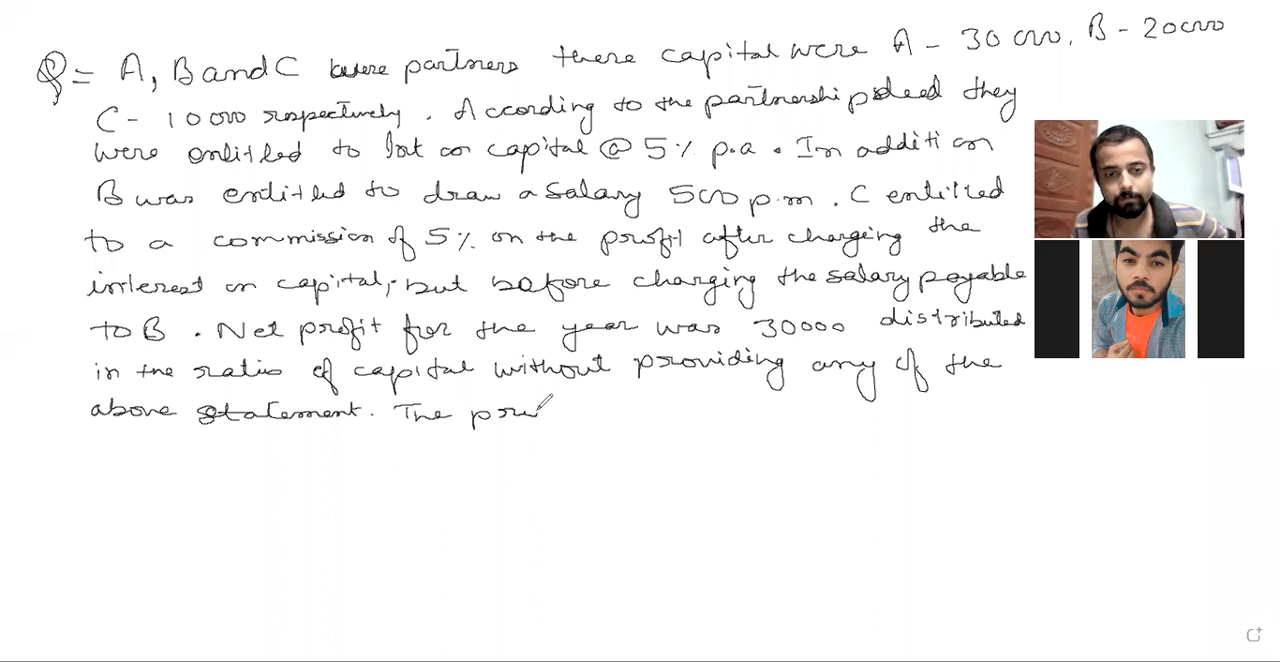 Q = A, B and C were partners there capital were A - 30000, B - 20000
C - 10000 respectively. According to the partnership deed they
were entitled to Int on capital @ 5% p.a. In addition
B was entitled to draw a salary 500 p.m. C entitled
to a commission of 5% on the profit after charging the
interest on capital, but before charging the salary payable
to B. Net profit for the year was 30000 distributed
in the ratio of capital without providing any of the
above statement. The